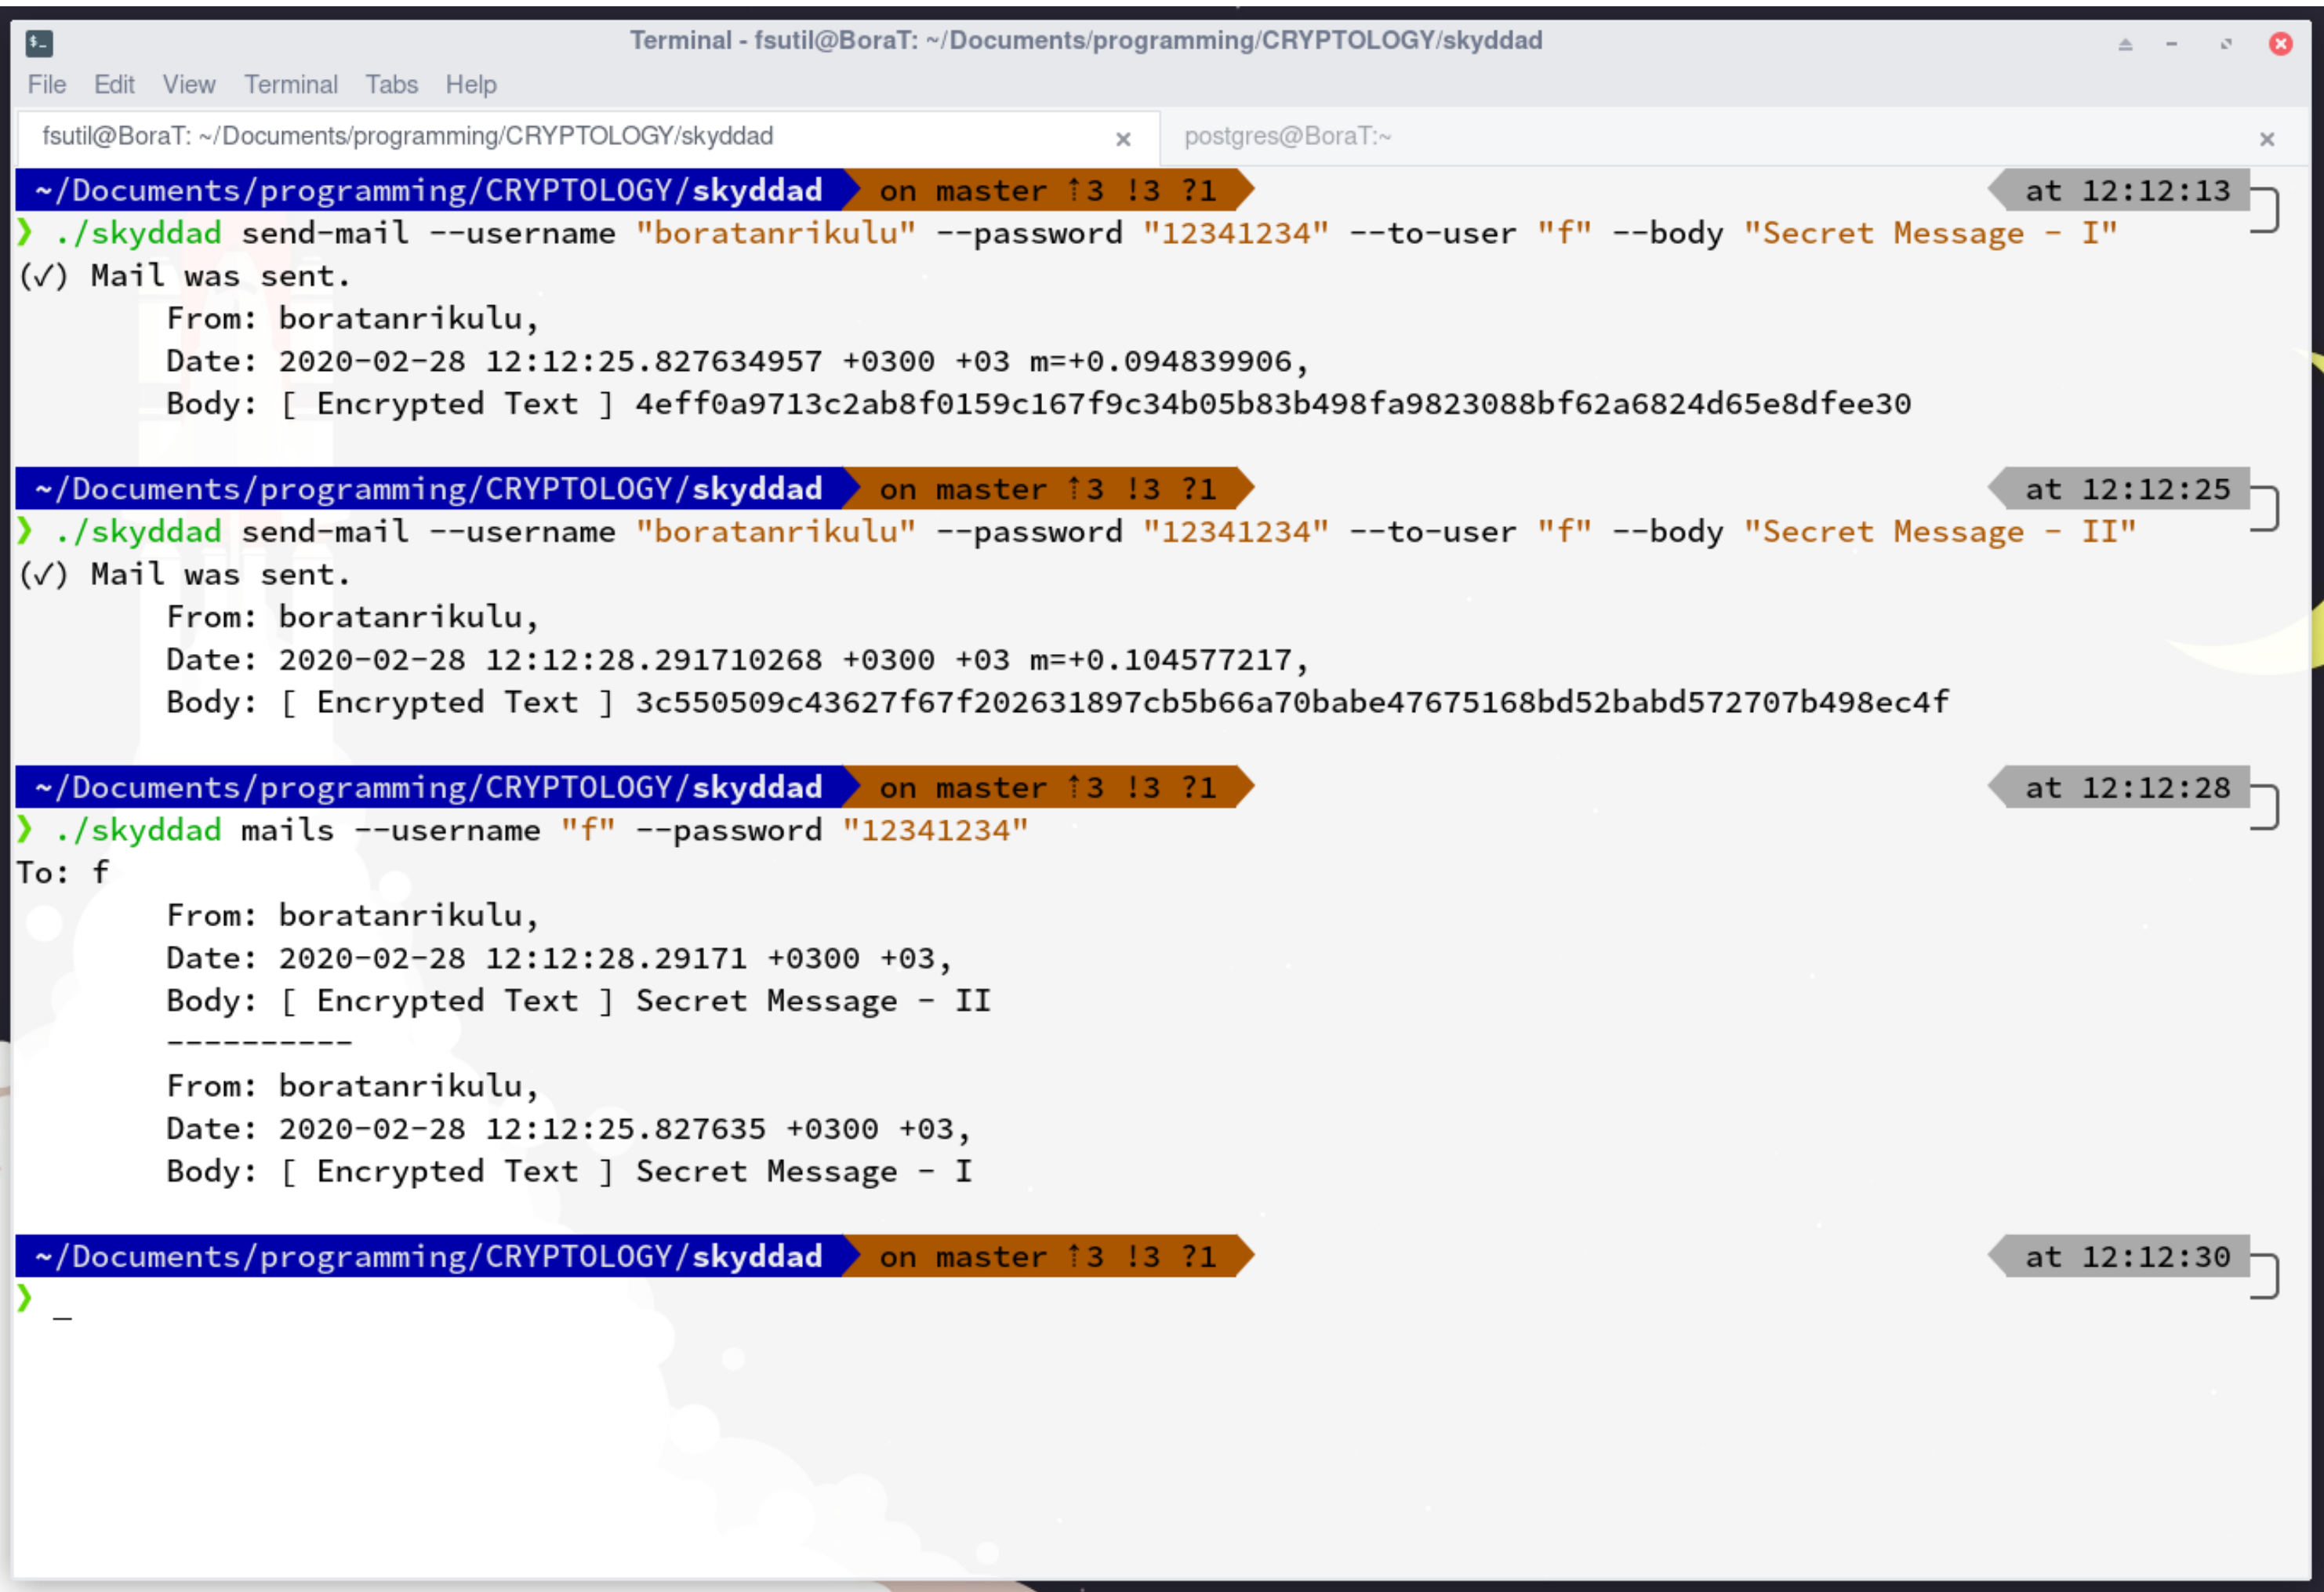 Terminal - fsutil@BoraT: ~/Documents/programming/CRYPTOLOGY/skyddad
File Edit View Terminal Tabs Help
fsutil@BoraT: ~/Documents/programming/CRYPTOLOGY/skyddad × postgres@BoraT:~ ×
~/Documents/programming/CRYPTOLOGY/skyddad on master ⇡3 !3 ?1 at 12:12:13
❯ ./skyddad send-mail --username "boratanrikulu" --password "12341234" --to-user "f" --body "Secret Message - I"
(✓) Mail was sent.
From: boratanrikulu,
Date: 2020-02-28 12:12:25.827634957 +0300 +03 m=+0.094839906,
Body: [ Encrypted Text ] 4eff0a9713c2ab8f0159c167f9c34b05b83b498fa9823088bf62a6824d65e8dfee30
~/Documents/programming/CRYPTOLOGY/skyddad on master ⇡3 !3 ?1 at 12:12:25
❯ ./skyddad send-mail --username "boratanrikulu" --password "12341234" --to-user "f" --body "Secret Message - II"
(✓) Mail was sent.
From: boratanrikulu,
Date: 2020-02-28 12:12:28.291710268 +0300 +03 m=+0.104577217,
Body: [ Encrypted Text ] 3c550509c43627f67f202631897cb5b66a70babe47675168bd52babd572707b498ec4f
~/Documents/programming/CRYPTOLOGY/skyddad on master ⇡3 !3 ?1 at 12:12:28
❯ ./skyddad mails --username "f" --password "12341234"
To: f
From: boratanrikulu,
Date: 2020-02-28 12:12:28.29171 +0300 +03,
Body: [ Encrypted Text ] Secret Message - II
----------
From: boratanrikulu,
Date: 2020-02-28 12:12:25.827635 +0300 +03,
Body: [ Encrypted Text ] Secret Message - I
~/Documents/programming/CRYPTOLOGY/skyddad on master ⇡3 !3 ?1 at 12:12:30
❯ _